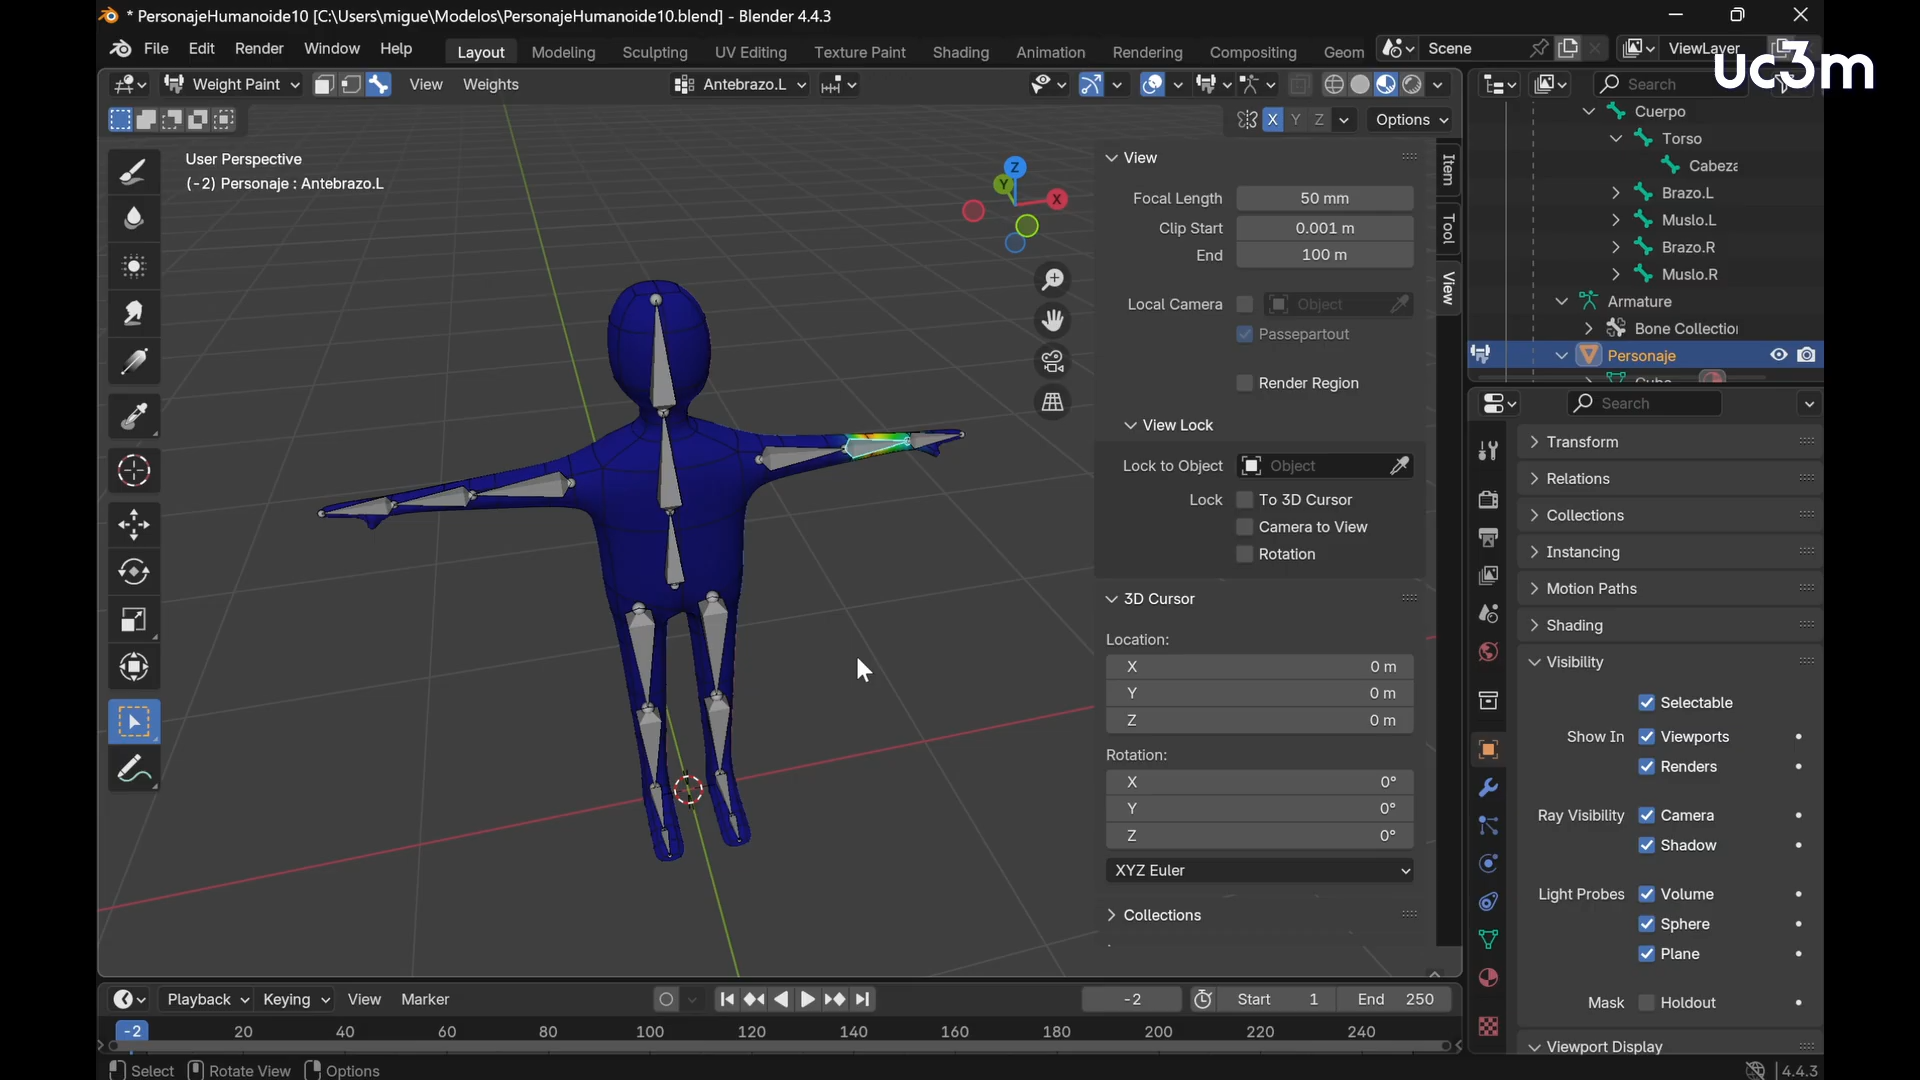 * PersonajeHumanoide10 [C:\Users\migue\Modelos\PersonajeHumanoide10.blend] - Blender 4.4.3
File Edit Render Window Help Layout Modeling Sculpting UV Editing Texture Paint Shading Animation Rendering Compositing Geom Scene ViewLayer
uc3m
Weight Paint View Weights Antebrazo.L Search
X Y Z Options
User Perspective
(-2) Personaje : Antebrazo.L
Z
Y
X
View
Focal Length 50 mm
Clip Start 0.001 m
End 100 m
Local Camera Object
Passepartout
Render Region
View Lock
Lock to Object Object
Lock To 3D Cursor
Camera to View
Rotation
3D Cursor
Location:
X 0 m
Y 0 m
Z 0 m
Rotation:
X 0°
Y 0°
Z 0°
XYZ Euler
Collections
Item
Tool
View
Cuerpo
Torso
Cabeza
Brazo.L
Muslo.L
Brazo.R
Muslo.R
Armature
Bone Collection
Personaje
Search
Transform
Relations
Collections
Instancing
Motion Paths
Shading
Visibility
Selectable
Show In Viewports
Renders
Ray Visibility Camera
Shadow
Light Probes Volume
Sphere
Plane
Mask Holdout
Viewport Display
Playback Keying View Marker -2 Start 1 End 250
-2 20 40 60 80 100 120 140 160 180 200 220 240
Select Rotate View Options 4.4.3